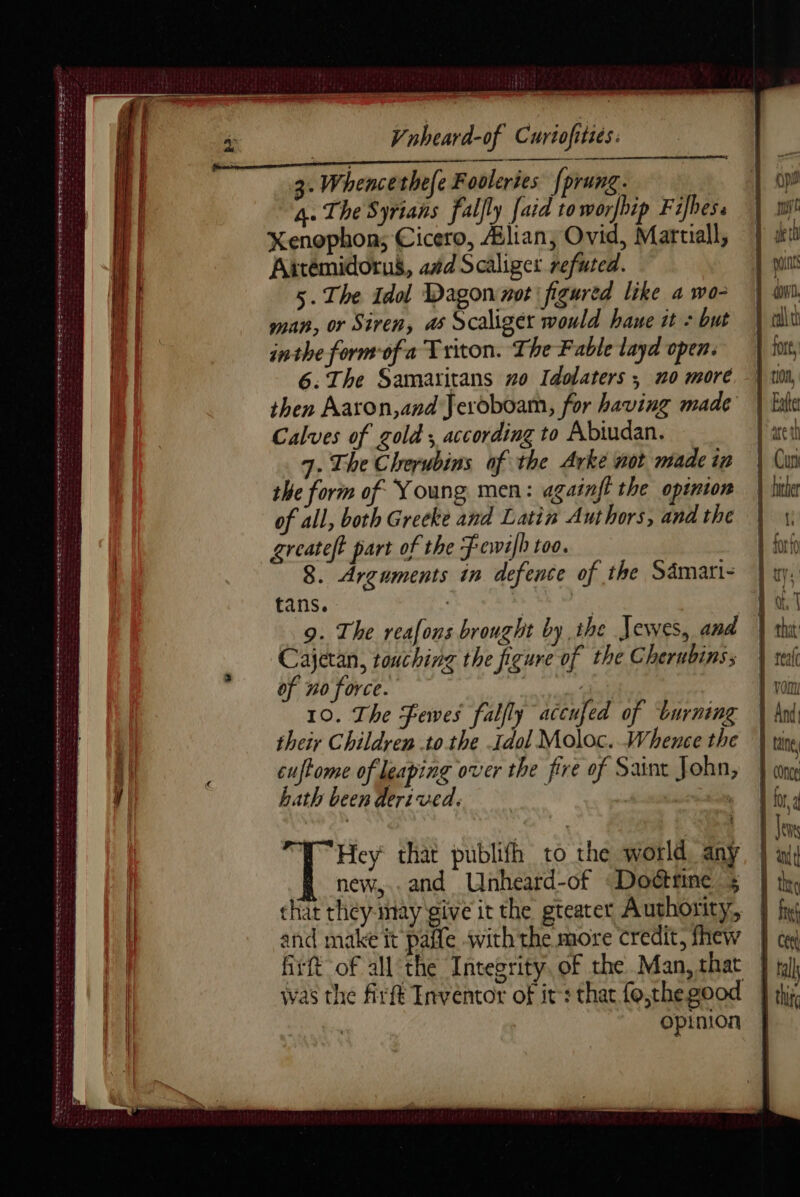 2
Vnheard-of Curioſities.
3. Whence theſe Fooleries ſprung.
4. The Syrians falſly ſaid to worſhip Fiſhes.
Xenophon, Cicero, Ælian, Ovid, Martiall,
Artemidorus, and Scaliger refuted.
5. The Idol Dagon not figured like a wo-
man, or Siren, as Scaliger would haue it : but
in the form of a Triton. The Fable layd open.
6. The Samaritans no Idolaters ; no more
then Aaron, and Jeroboam, for having made
Calves of gold ; according to Abiudan.
7. The Cherubins of the Arke not made in
the form of Young men: againſt the opinion
of all, both Greeke and Latin Authors, and the
greateſt part of the Jewiſh too.
8. Arguments in defence of the Samari-
tans.
9. The reaſons brought by the Jewes, and
Cajetan, touching the figure of the Cherubins,
of no force.
10. The Jewes falſly accuſed of burning
their Children to the Idol Moloc. Whence the
cuſtome of leaping over the fire of Saint John,
hath been derived.
THey that publiſh to the world any
new, and Unheard-of Doctrine ;
that they may give it the greater Authority,
and make it paſſe with the more credit, ſhew
firſt of all the Integrity of the Man, that
was the firſt Inventor of it : that ſo, the good
opinion